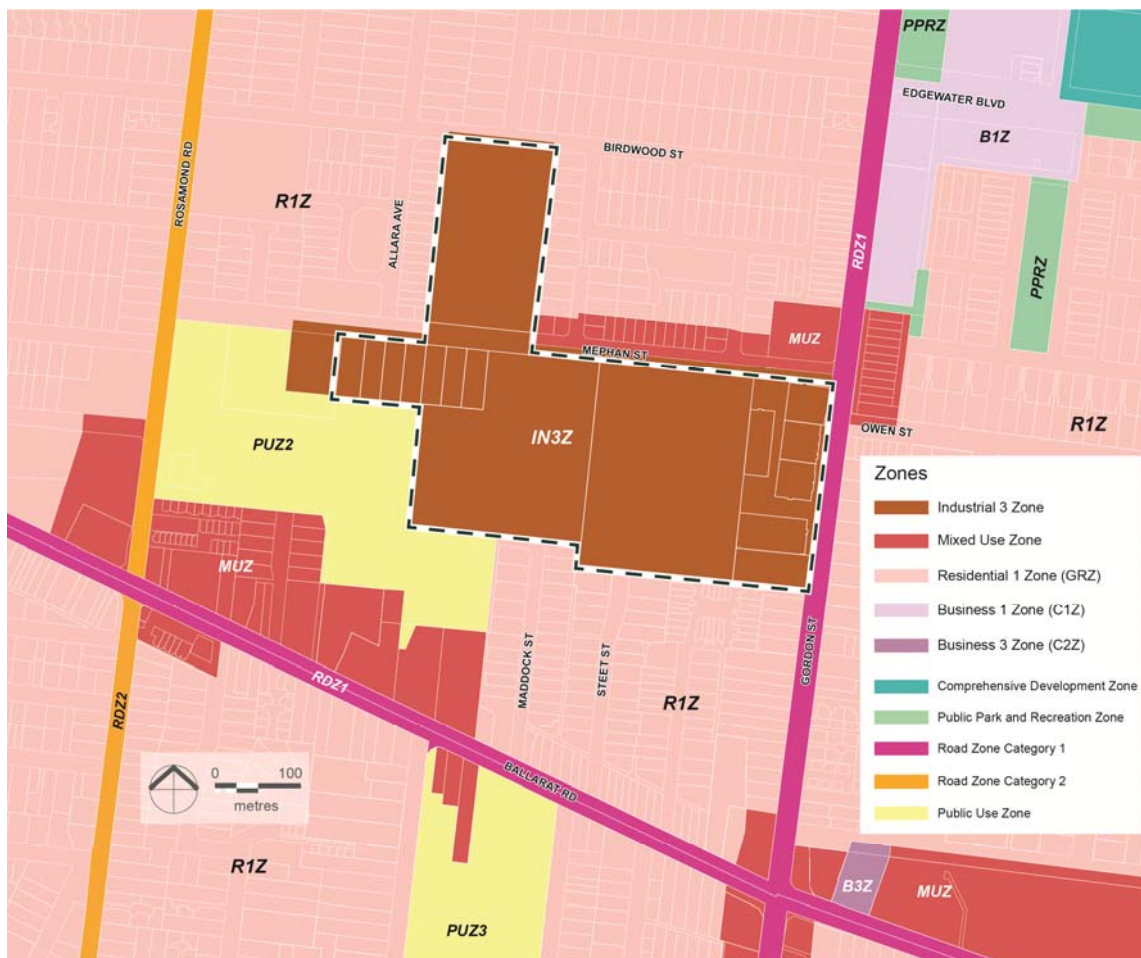 PPRZ
EDGEWATER BLVD
B1Z
BIRDWOOD ST
ROSAMOND RD
R1Z
ALLARA AVE
RDZ1
PPRZ
MUZ
MEPHAN ST
OWEN ST
R1Z
IN3Z
PUZ2
MUZ
Zones
Industrial 3 Zone
Mixed Use Zone
Residential 1 Zone (GRZ)
Business 1 Zone (C1Z)
Business 3 Zone (C2Z)
Comprehensive Development Zone
Public Park and Recreation Zone
Road Zone Category 1
Road Zone Category 2
Public Use Zone
GORDON ST
MADDOCK ST
STEET ST
R1Z
RDZ1
RDZ2
BALLARAT RD
0 100
metres
R1Z
B3Z
MUZ
PUZ3